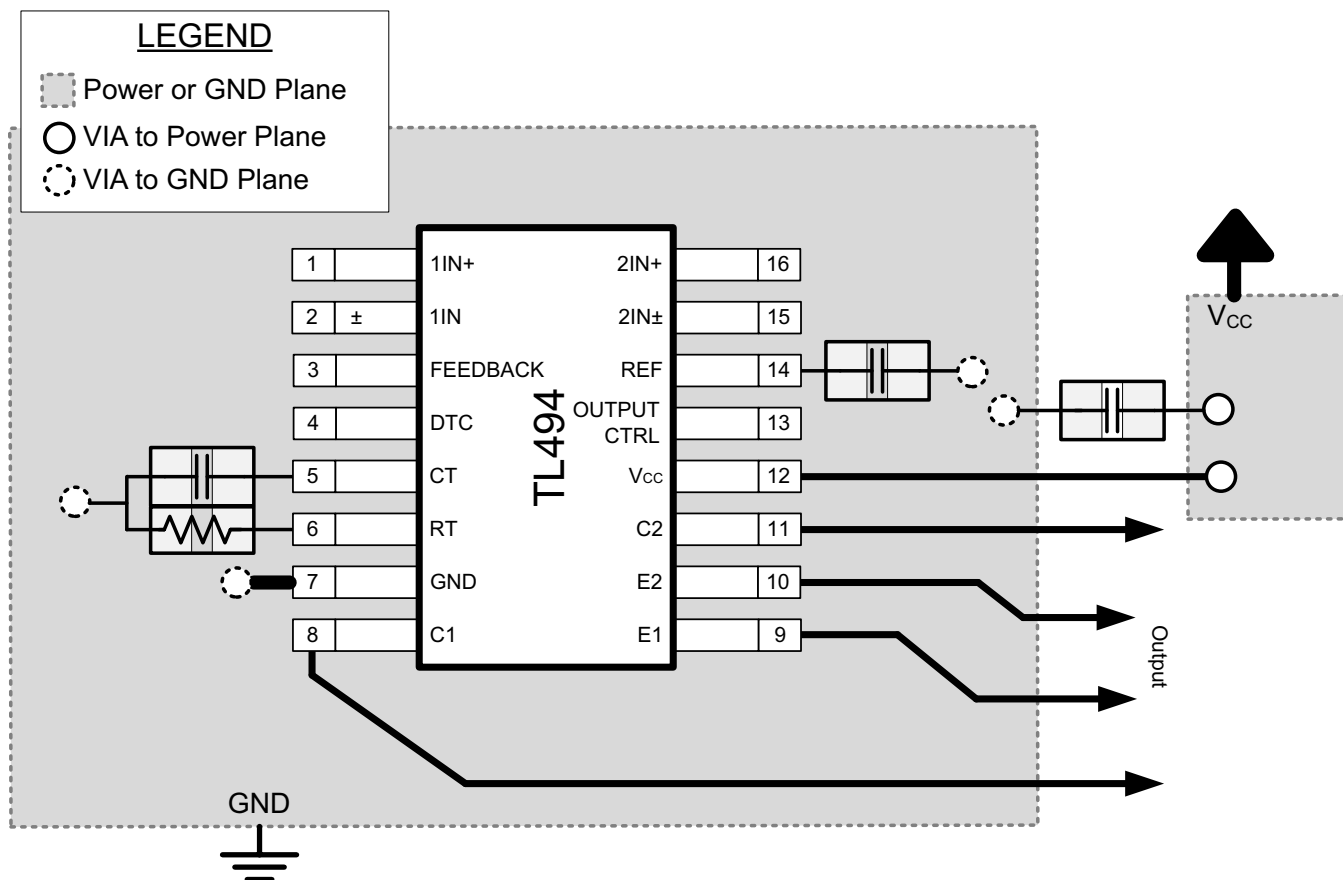 LEGEND
Power or GND Plane
VIA to Power Plane
VIA to GND Plane
1 1IN+ 2IN+ 16
2 ± 1IN 2IN± 15
3 FEEDBACK REF 14
4 DTC OUTPUT CTRL 13
5 CT VCC 12
6 RT C2 11
7 GND E2 10
8 C1 E1 9
TL494
VCC
Output
GND